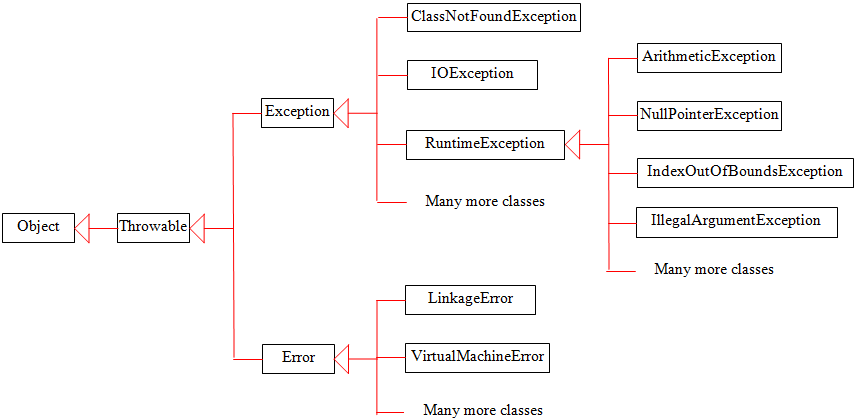 ClassNotFoundException
ArithmeticException
IOException
Exception
NullPointerException
RuntimeException
IndexOutOfBoundsException
Many more classes
Object
Throwable
IllegalArgumentException
Many more classes
LinkageError
Error
VirtualMachineError
Many more classes